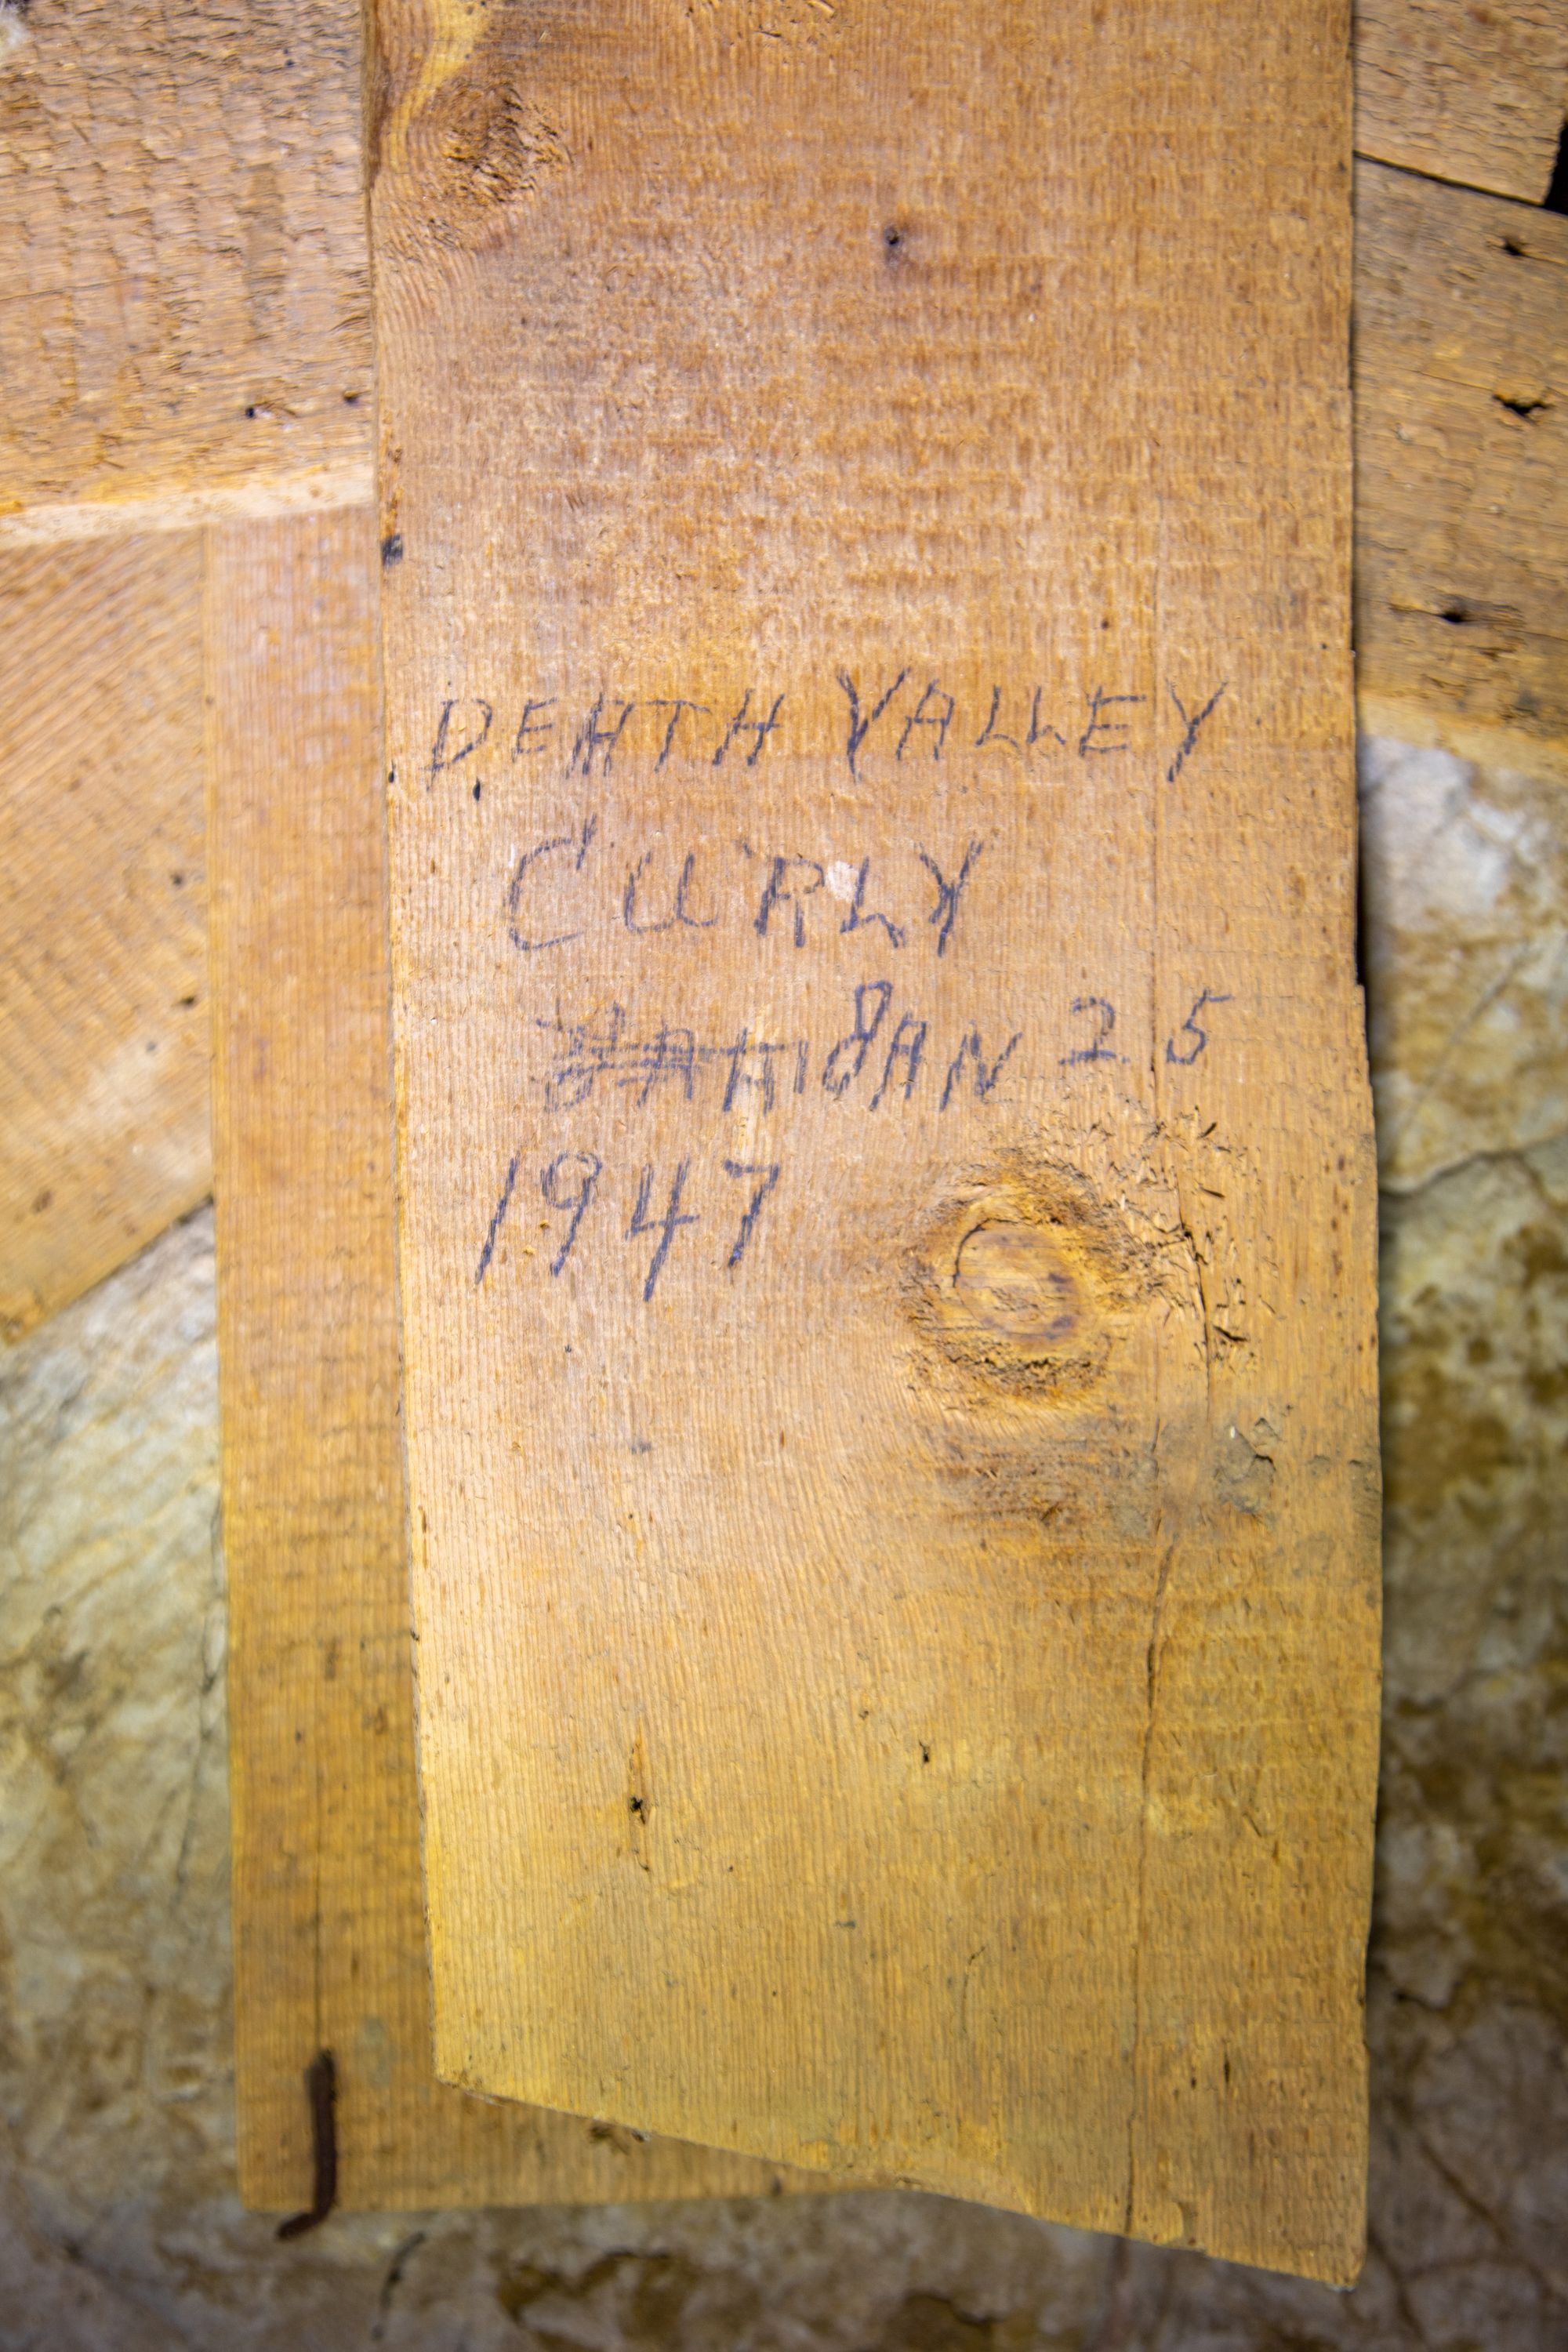 DEATH VALLEY
CURLY
JAN 25
1947